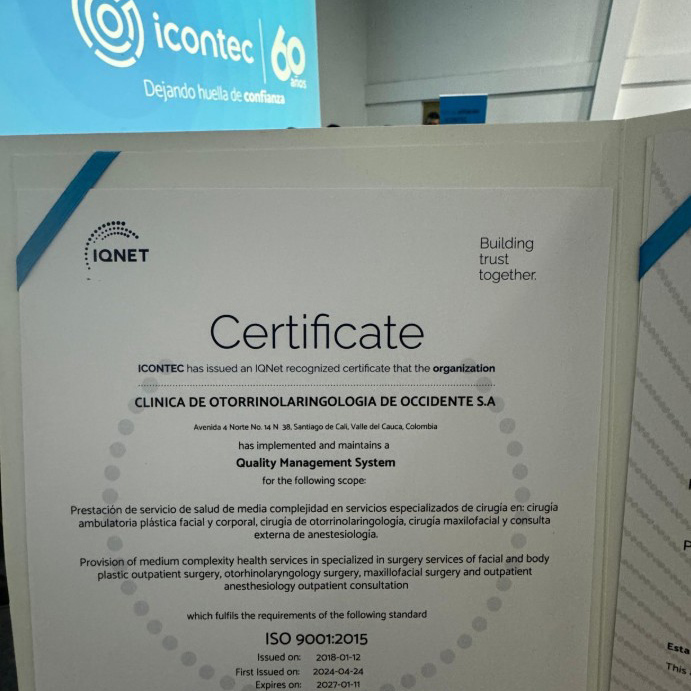 icontec
60
años
Dejando huella de confianza
IQNET
Building
trust
together.
Certificate
ICONTEC has issued an IQNet recognized certificate that the organization
CLINICA DE OTORRINOLARINGOLOGIA DE OCCIDENTE S.A
Avenida 4 Norte No. 14 N 38, Santiago de Cali, Valle del Cauca, Colombia
has implemented and maintains a
Quality Management System
for the following scope:
Prestación de servicio de salud de media complejidad en servicios especializados de cirugía en: cirugía
ambulatoria plástica facial y corporal, cirugía de otorrinolaringología, cirugía maxilofacial y consulta
externa de anestesiología.
Provision of medium complexity health services in specialized in surgery services of facial and body
plastic outpatient surgery, otorhinolaryngology surgery, maxillofacial surgery and outpatient
anesthesiology outpatient consultation
which fulfils the requirements of the following standard
ISO 9001:2015
Issued on: 2018-01-12
First Issued on: 2024-04-24
Expires on: 2027-01-11
P
Esta
This